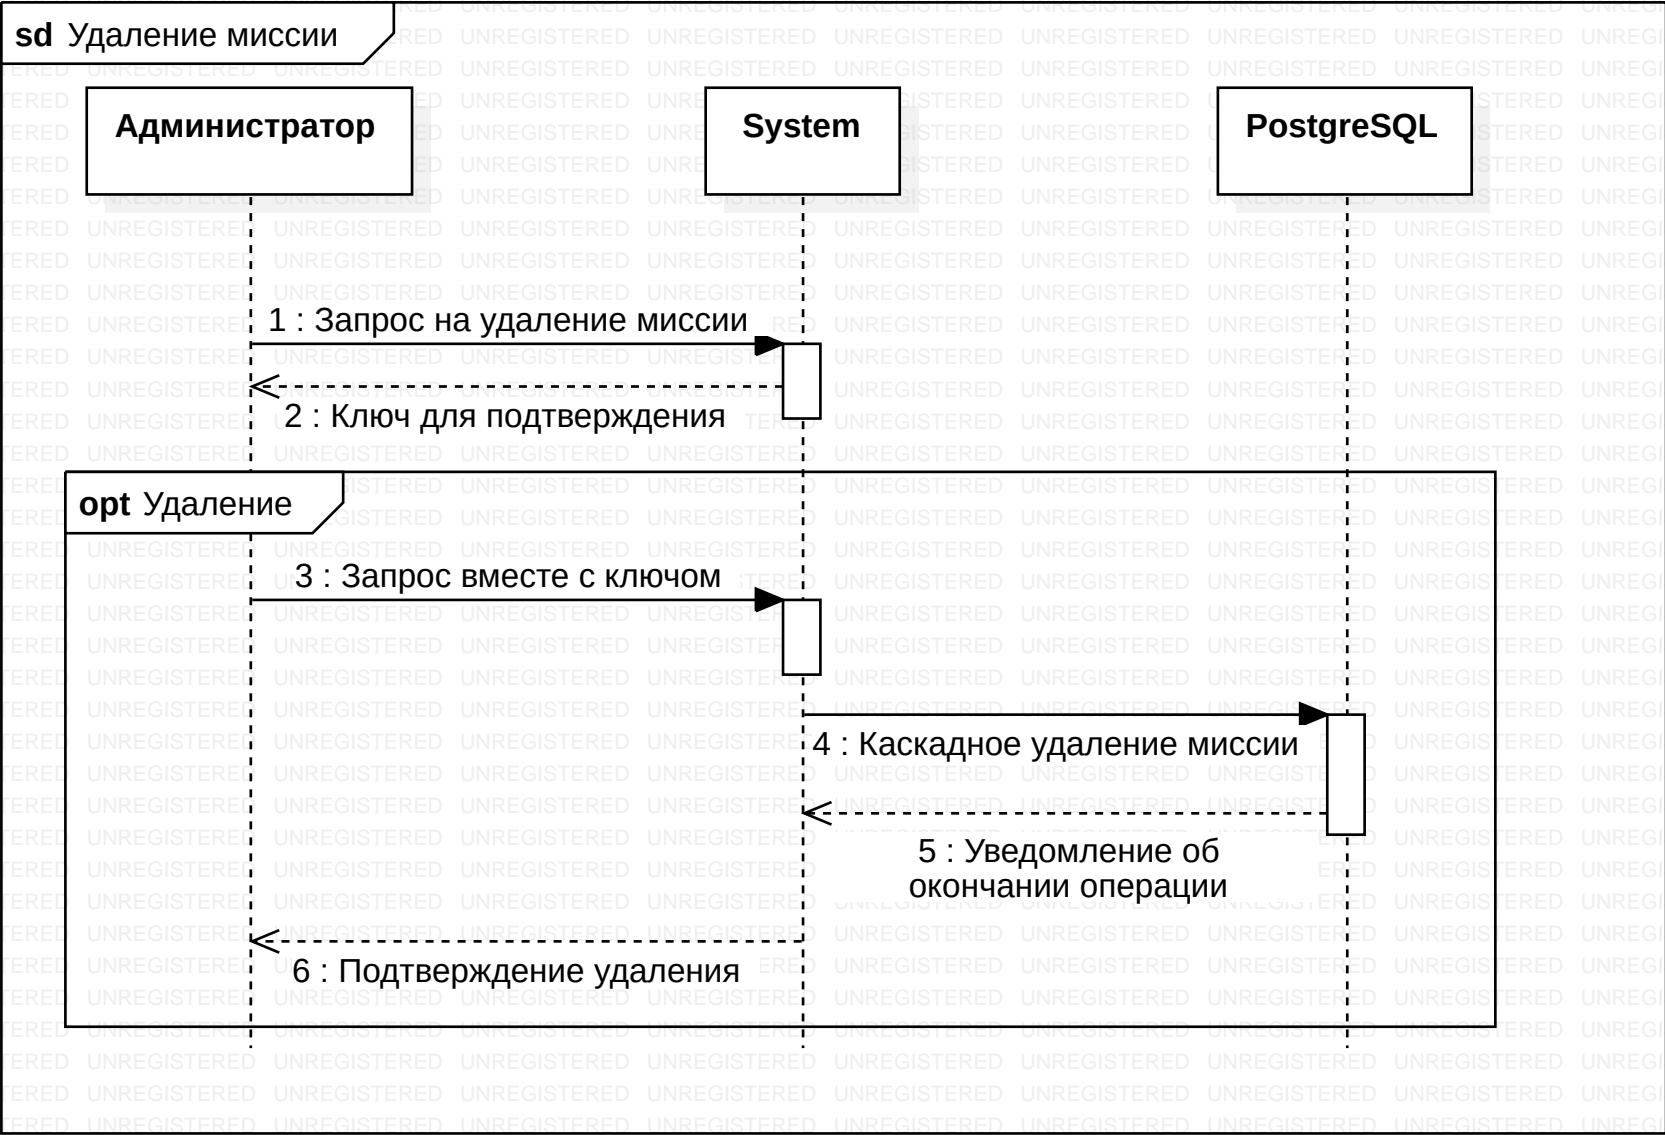 sd Удаление миссии
Администратор
System
PostgreSQL
1 : Запрос на удаление миссии
2 : Ключ для подтверждения
opt Удаление
3 : Запрос вместе с ключом
4 : Каскадное удаление миссии
5 : Уведомление об
окончании операции
6 : Подтверждение удаления
UNREGISTERED